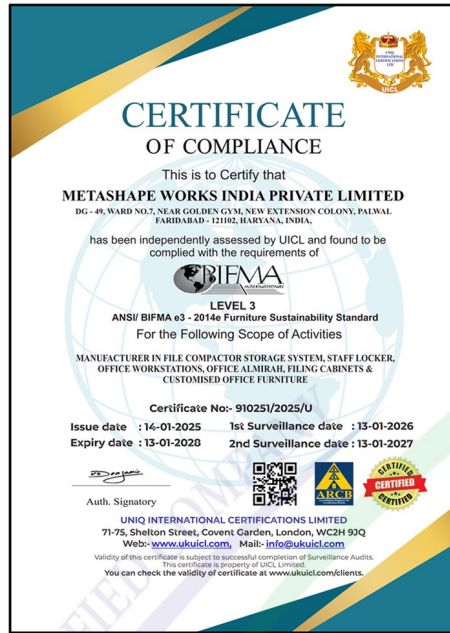 UNIQ
INTERNATIONAL
CERTIFICATIONS
LTD
UICL
CERTIFICATE
OF COMPLIANCE
This is to Certify that
METASHAPE WORKS INDIA PRIVATE LIMITED
DG - 49, WARD NO.7, NEAR GOLDEN GYM, NEW EXTENSION COLONY, PALWAL
FARIDABAD - 121102, HARYANA, INDIA,
has been independently assessed by UICL and found to be
complied with the requirements of
BIFMA
INTERNATIONAL
LEVEL 3
ANSI/ BIFMA e3 - 2014e Furniture Sustainability Standard
For the Following Scope of Activities
MANUFACTURER IN FILE COMPACTOR STORAGE SYSTEM, STAFF LOCKER,
OFFICE WORKSTATIONS, OFFICE ALMIRAH, FILING CABINETS &
CUSTOMISED OFFICE FURNITURE
Certificate No:- 910251/2025/U
Issue date : 14-01-2025 1st Surveillance date : 13-01-2026
Expiry date : 13-01-2028 2nd Surveillance date : 13-01-2027
Auth. Signatory
ARCB
CERTIFIED
CERTIFIED
CERTIFIED
UNIQ INTERNATIONAL CERTIFICATIONS LIMITED
71-75, Shelton Street, Covent Garden, London, WC2H 9JQ
Web:- www.ukuicl.com, Mail:- info@ukuicl.com
Validity of this certificate is subject to successful completion of Surveillance Audits.
This certificate is property of UICL Limited.
You can check the validity of certificate at www.ukuicl.com/clients.